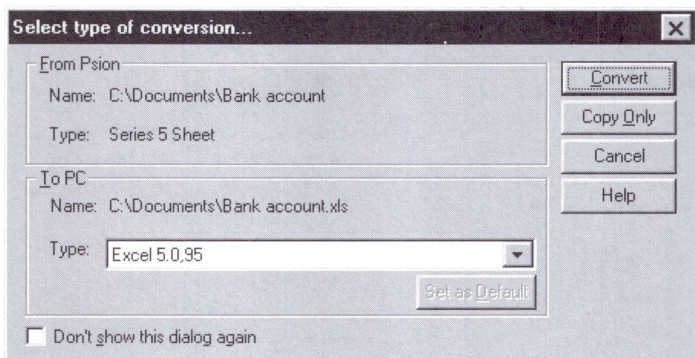 Select type of conversion...
From Psion
Name: C:\Documents\Bank account
Type: Series 5 Sheet
To PC
Name: C:\Documents\Bank account.xls
Type: Excel 5.0,95
Set as Default
Don't show this dialog again
Convert
Copy Only
Cancel
Help